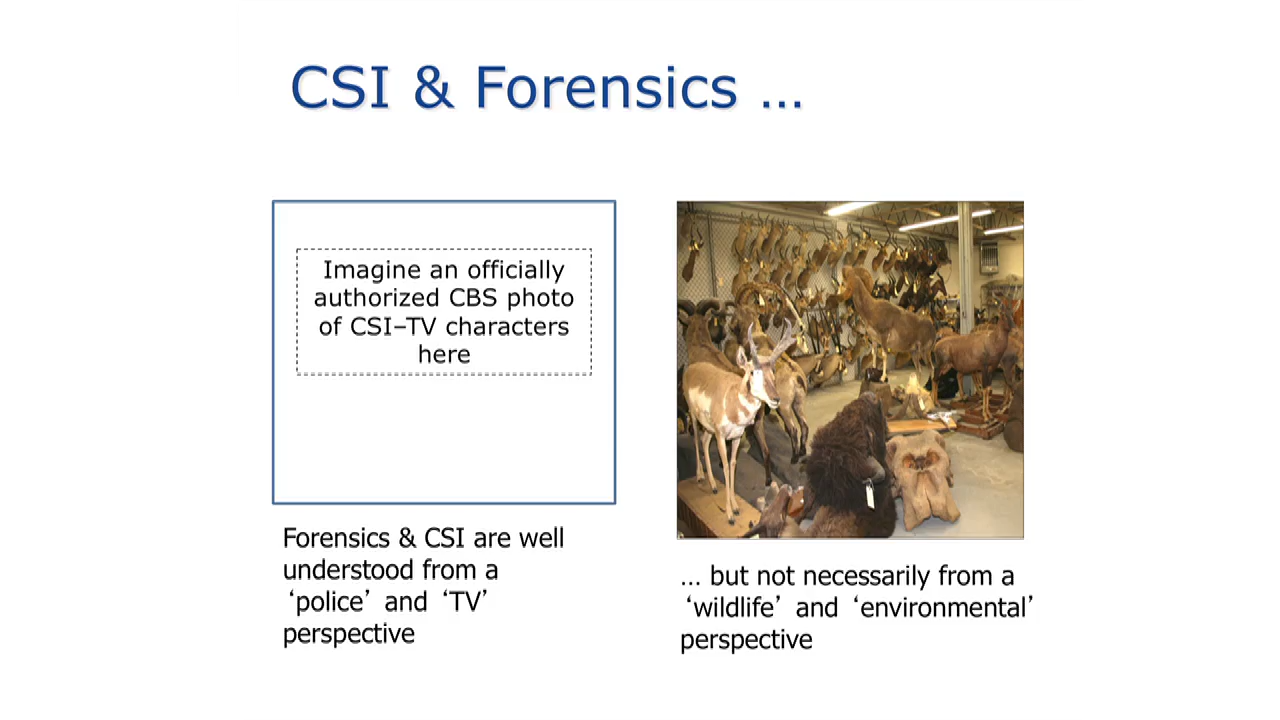 CSI & Forensics ...
Imagine an officially
authorized CBS photo
of CSI–TV characters
here
Forensics & CSI are well
understood from a
‘police’ and ‘TV’
perspective
... but not necessarily from a
‘wildlife’ and ‘environmental’
perspective